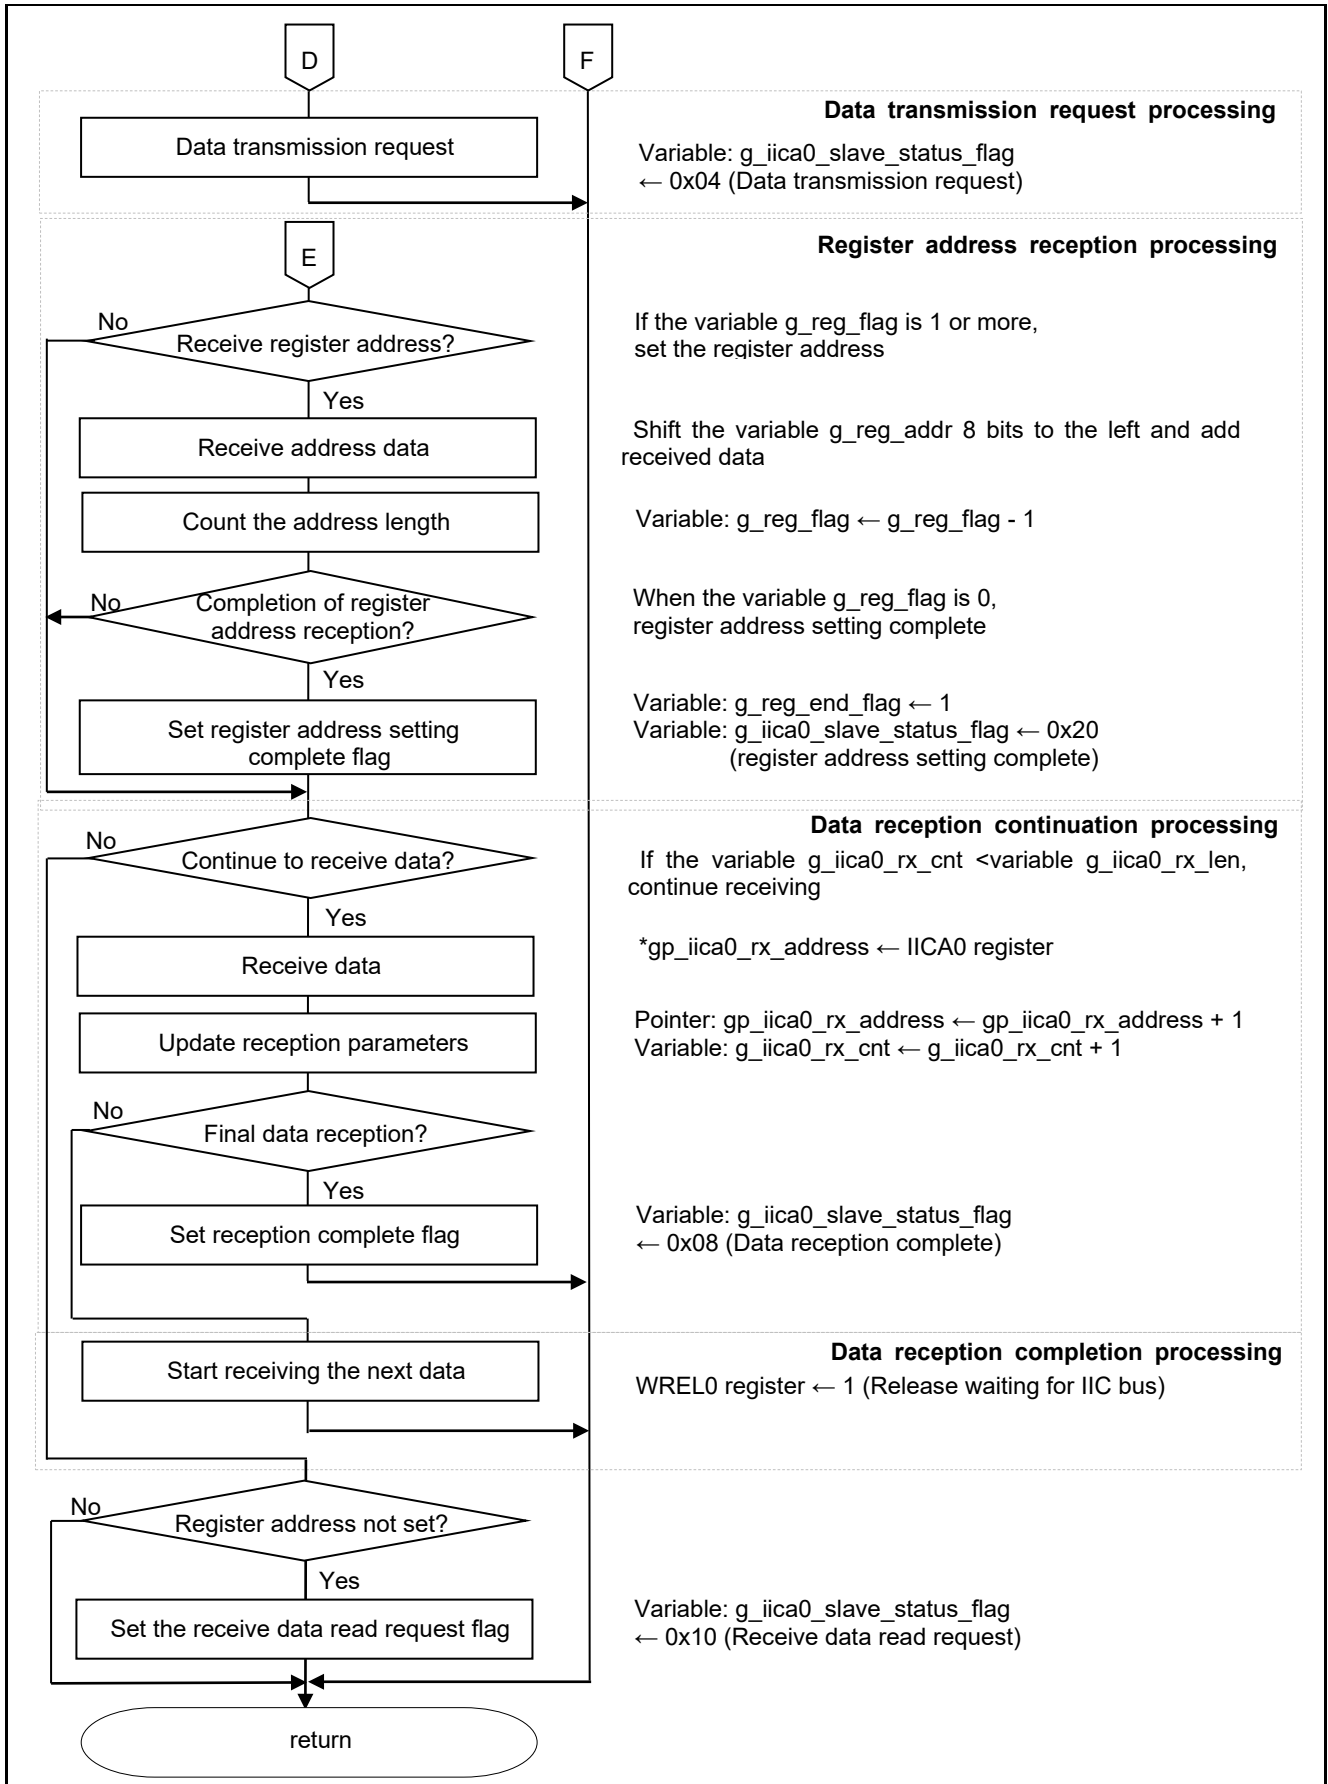 D
F
Data transmission request processing
Data transmission request
Variable: g_iica0_slave_status_flag
← 0x04 (Data transmission request)
E
Register address reception processing
No
Receive register address?
If the variable g_reg_flag is 1 or more,
set the register address
Yes
Receive address data
Shift the variable g_reg_addr 8 bits to the left and add
received data
Count the address length
Variable: g_reg_flag ← g_reg_flag - 1
No
Completion of register
address reception?
When the variable g_reg_flag is 0,
register address setting complete
Yes
Set register address setting
complete flag
Variable: g_reg_end_flag ← 1
Variable: g_iica0_slave_status_flag ← 0x20
(register address setting complete)
Data reception continuation processing
No
Continue to receive data?
If the variable g_iica0_rx_cnt <variable g_iica0_rx_len,
continue receiving
Yes
Receive data
*gp_iica0_rx_address ← IICA0 register
Update reception parameters
Pointer: gp_iica0_rx_address ← gp_iica0_rx_address + 1
Variable: g_iica0_rx_cnt ← g_iica0_rx_cnt + 1
No
Final data reception?
Yes
Set reception complete flag
Variable: g_iica0_slave_status_flag
← 0x08 (Data reception complete)
Data reception completion processing
Start receiving the next data
WREL0 register ← 1 (Release waiting for IIC bus)
No
Register address not set?
Yes
Set the receive data read request flag
Variable: g_iica0_slave_status_flag
← 0x10 (Receive data read request)
return